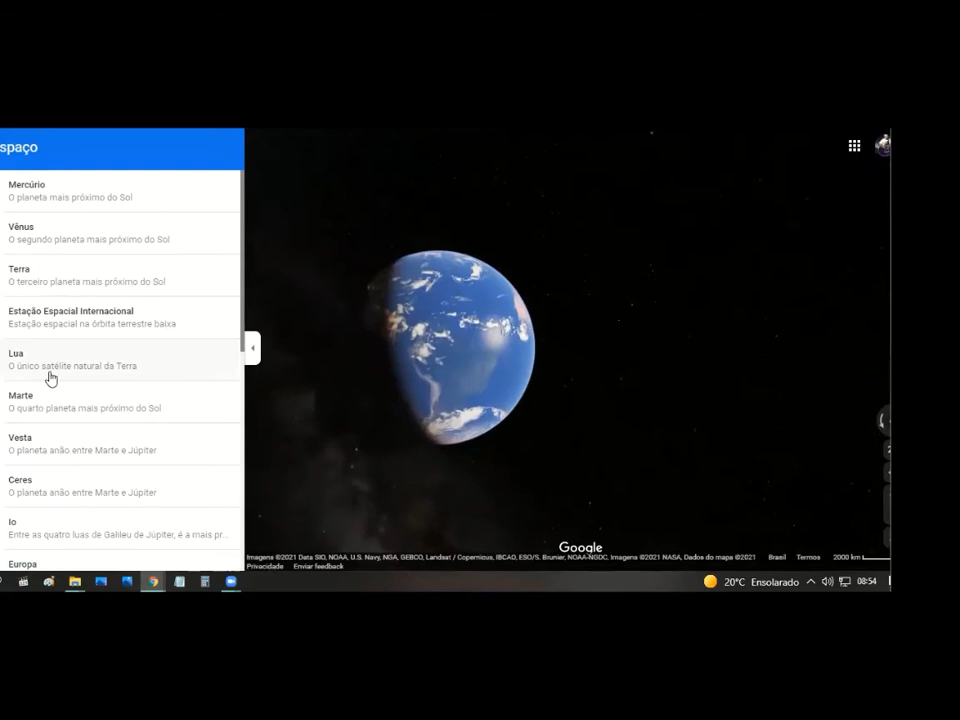 spaço
Mercúrio
O planeta mais próximo do Sol
Vênus
O segundo planeta mais próximo do Sol
Terra
O terceiro planeta mais próximo do Sol
Estação Espacial Internacional
Estação espacial na órbita terrestre baixa
Lua
O único satélite natural da Terra
Marte
O quarto planeta mais próximo do Sol
Vesta
O planeta anão entre Marte e Júpiter
Ceres
O planeta anão entre Marte e Júpiter
Io
Entre as quatro luas de Galileu de Júpiter, é a mais pr...
Europa
Google
Imagens ©2021 Data SIO, NOAA, U.S. Navy, NGA, GEBCO, Landsat / Copernicus, IBCAO, ESO/S. Brunier, NOAA-NGDC, Imagens ©2021 NASA, Dados do mapa ©2021 Brasil Termos 2000 km
Privacidade Enviar feedback
20°C Ensolarado 08:54